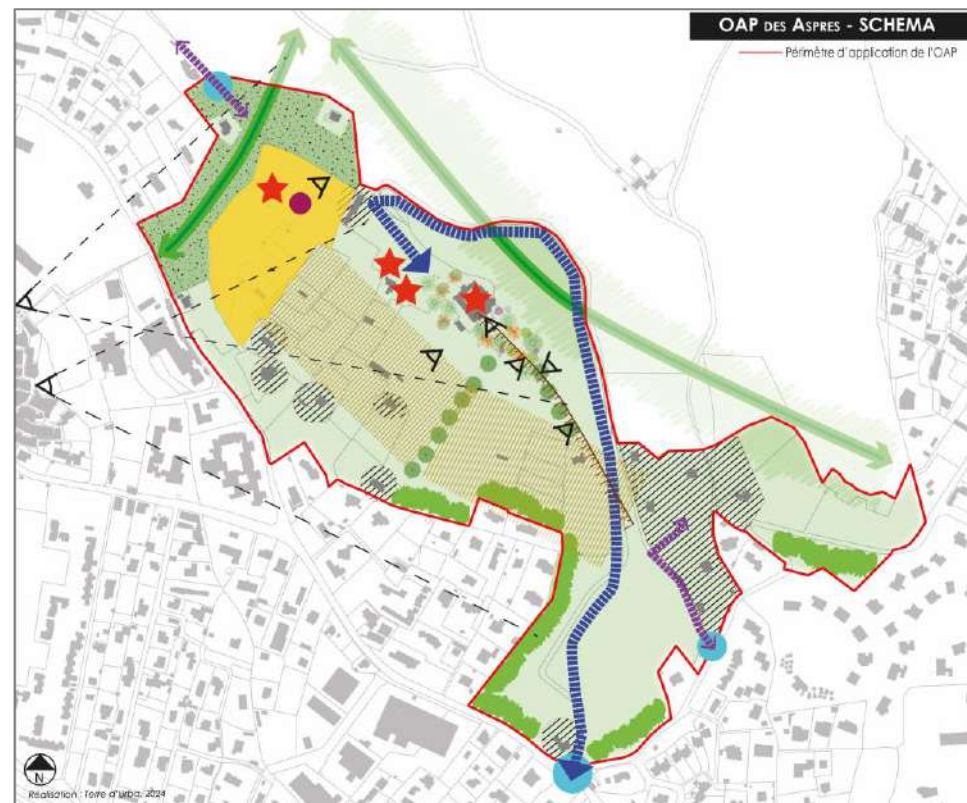 OAP DES ASPRES - SCHEMA
Périmètre d'application de l'OAP
N
Réalisation : Terre d'Urba, 2024